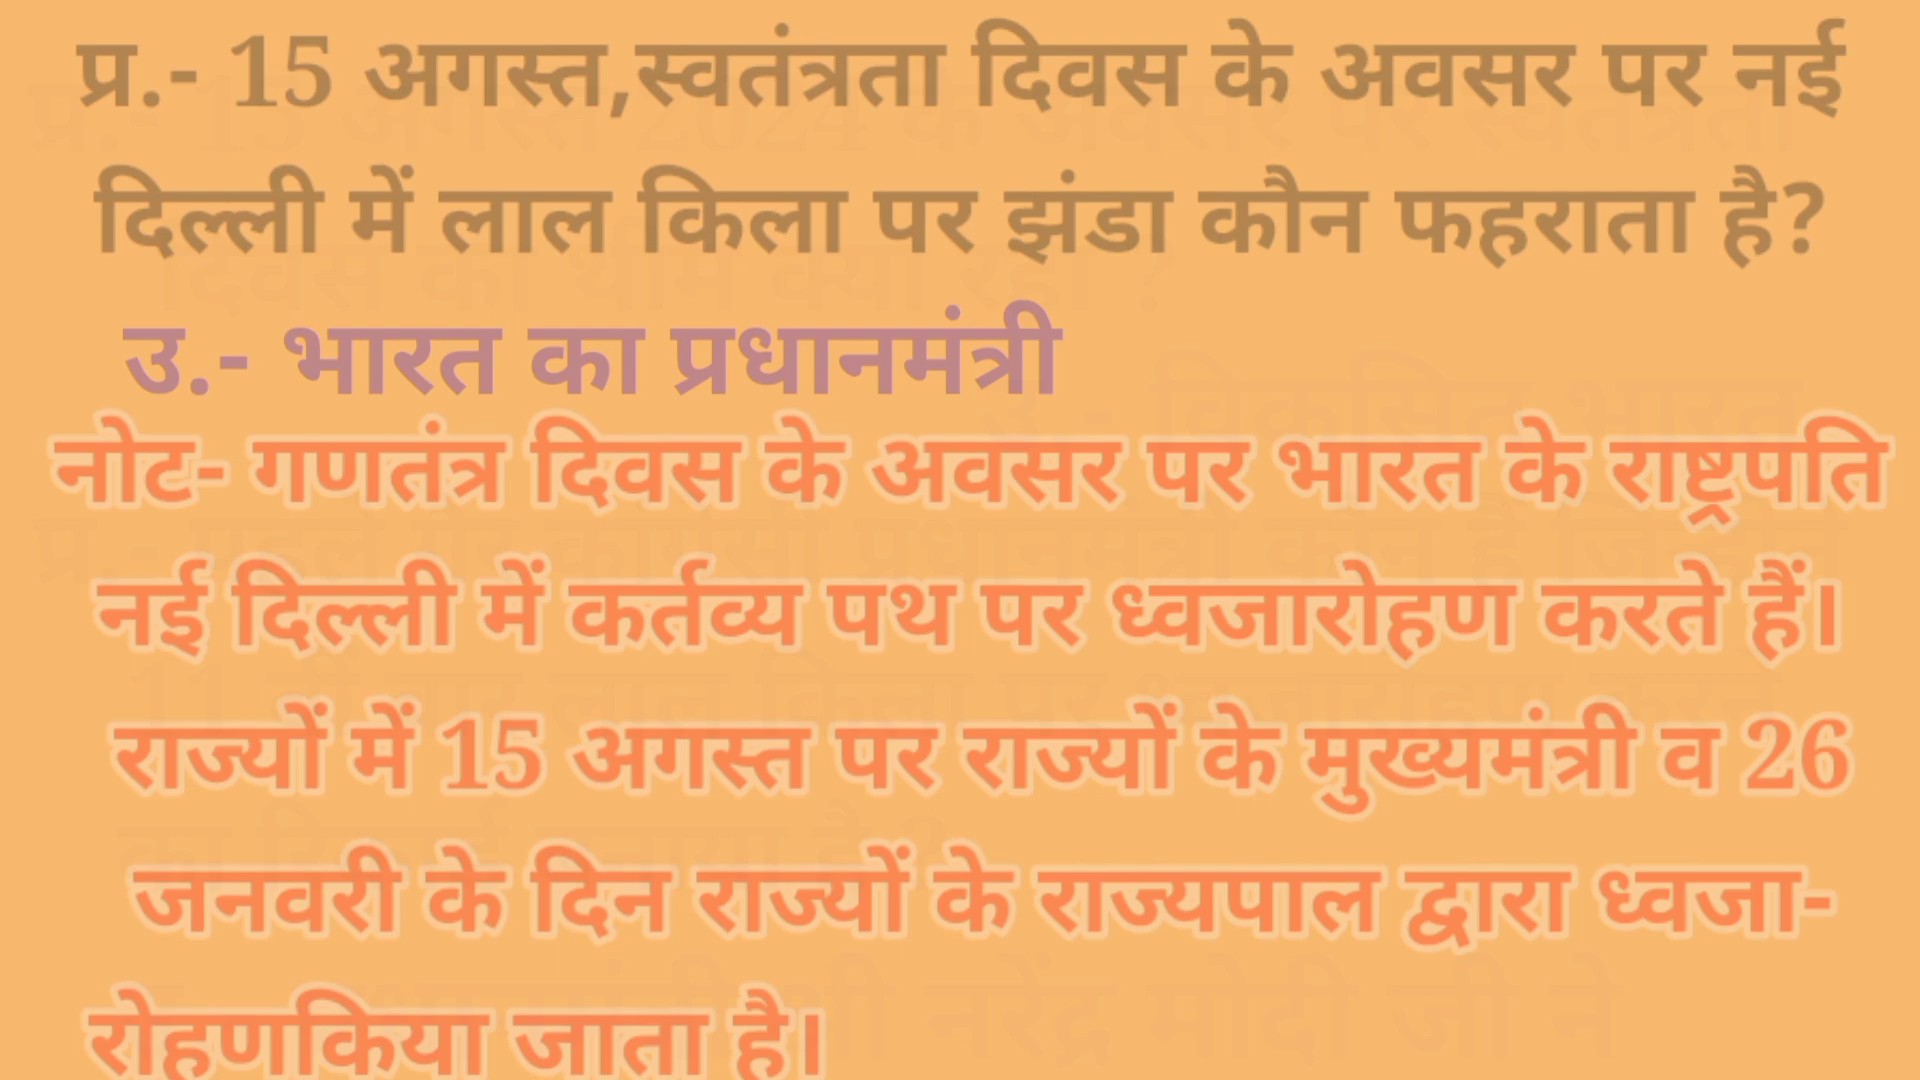 प्र.- 15 अगस्त,स्वतंत्रता दिवस के अवसर पर नई
दिल्ली में लाल किला पर झंडा कौन फहराता है?
उ.- भारत का प्रधानमंत्री
नोट- गणतंत्र दिवस के अवसर पर भारत के राष्ट्रपति
नई दिल्ली में कर्तव्य पथ पर ध्वजारोहण करते हैं।
राज्यों में 15 अगस्त पर राज्यों के मुख्यमंत्री व 26
जनवरी के दिन राज्यों के राज्यपाल द्वारा ध्वजा-
रोहणकिया जाता है।